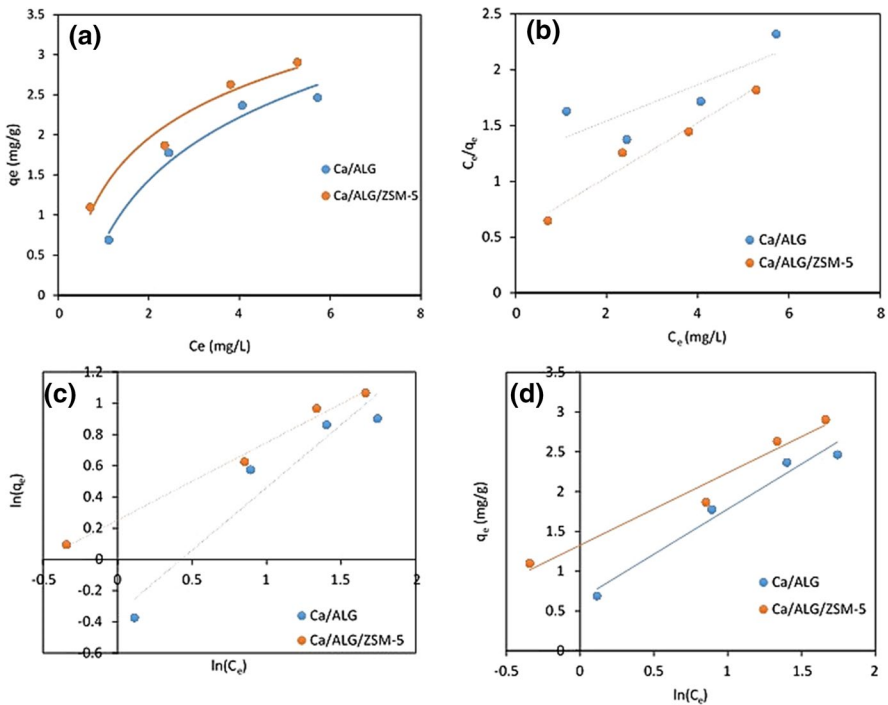 (a)
3.5
3
2.5
2
1.5
1
0.5
0
qe (mg/g)
0 2 4 6 8
Ce (mg/L)
Ca/ALG
Ca/ALG/ZSM-5
(b)
2.5
2
1.5
1
0.5
0
Ce/qe
0 2 4 6 8
Ce (mg/L)
Ca/ALG
Ca/ALG/ZSM-5
(c)
1.2
1
0.8
0.6
0.4
0.2
0
-0.2
-0.4
-0.6
ln(qe)
-0.5 0 0.5 1 1.5 2
ln(Ce)
Ca/ALG
Ca/ALG/ZSM-5
(d)
3.5
3
2.5
2
1.5
1
0.5
0
qe (mg/g)
-0.5 0 0.5 1 1.5 2
ln(Ce)
Ca/ALG
Ca/ALG/ZSM-5